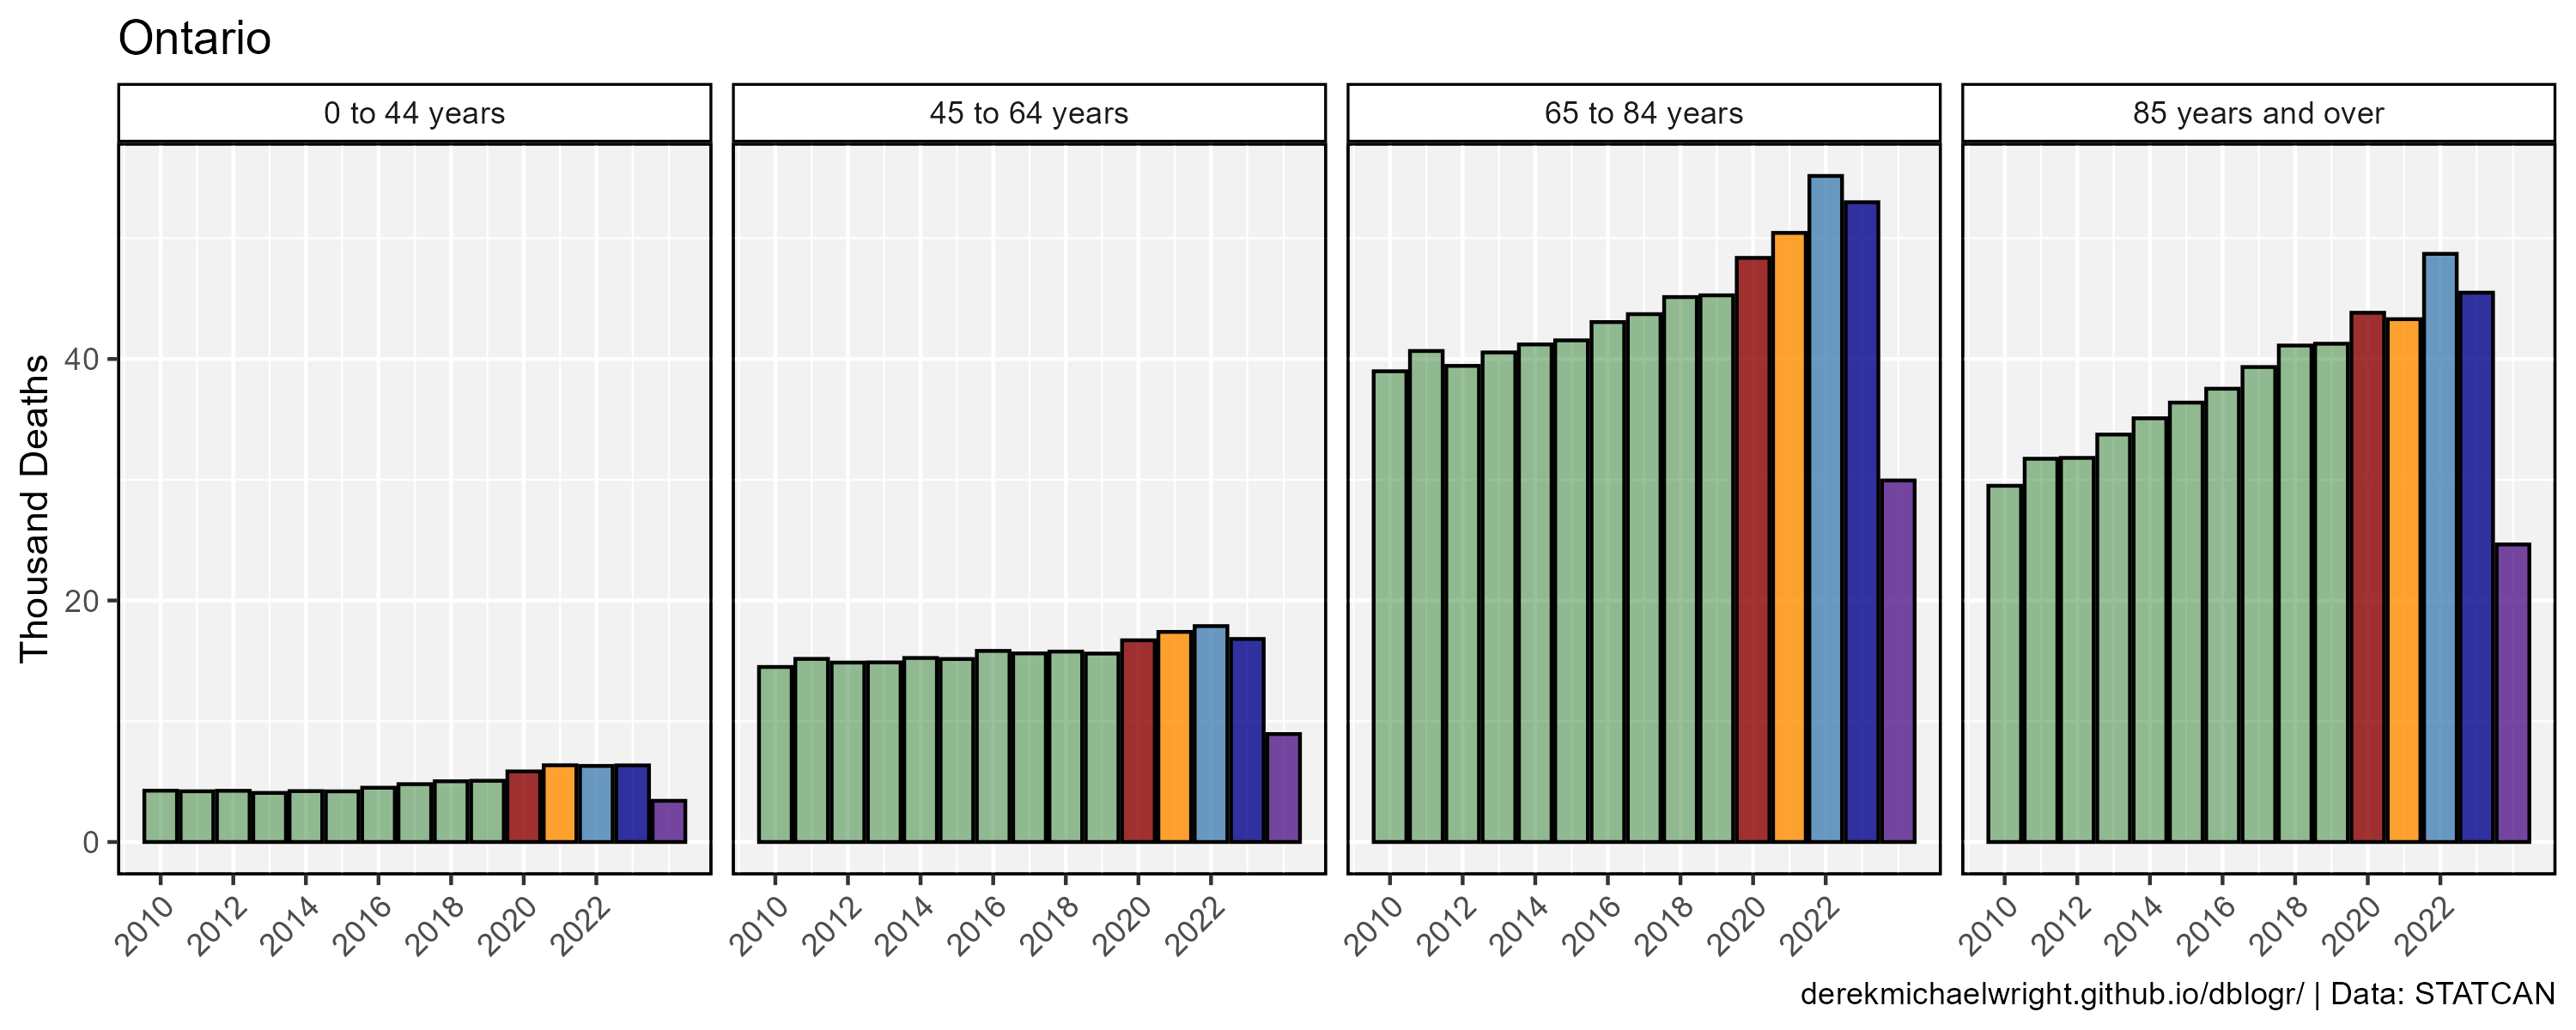 Ontario
0 to 44 years
45 to 64 years
65 to 84 years
85 years and over
Thousand Deaths
40
20
0
2010 2012 2014 2016 2018 2020 2022
2010 2012 2014 2016 2018 2020 2022
2010 2012 2014 2016 2018 2020 2022
2010 2012 2014 2016 2018 2020 2022
derekmichaelwright.github.io/dblogr/ | Data: STATCAN